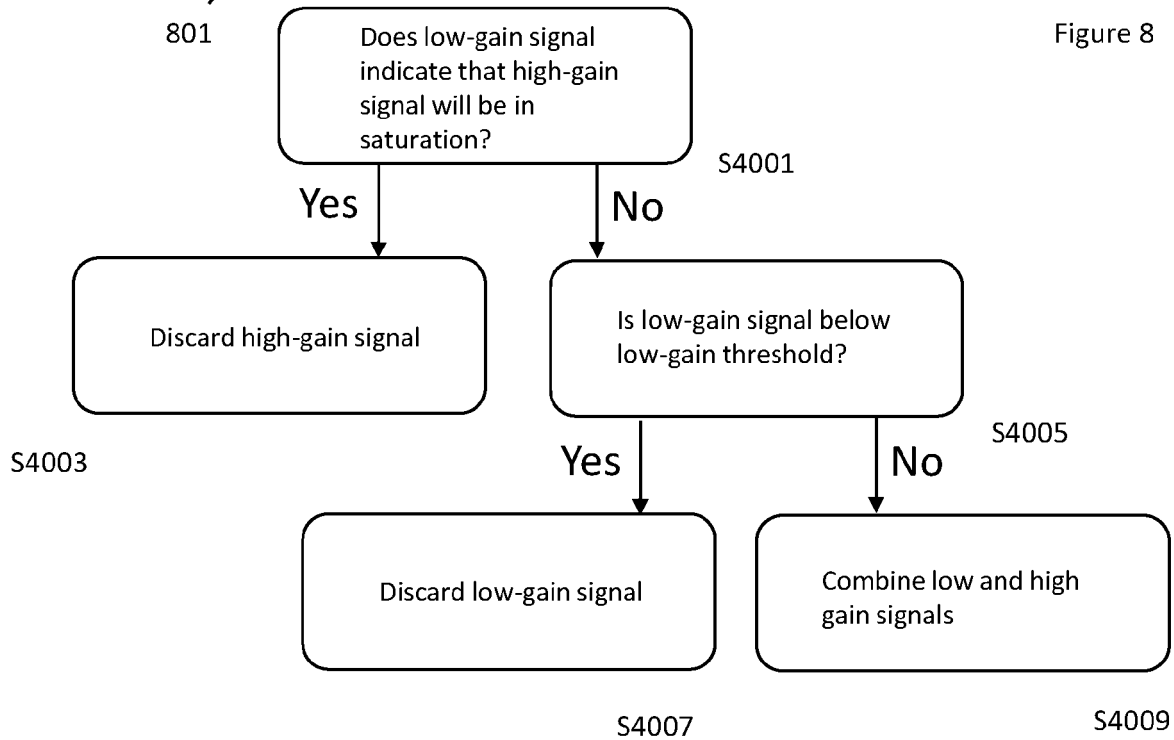 801
Figure 8
Does low-gain signal
indicate that high-gain
signal will be in
saturation?
S4001
Yes
No
Discard high-gain signal
Is low-gain signal below
low-gain threshold?
S4003
S4005
Yes
No
Discard low-gain signal
Combine low and high
gain signals
S4007
S4009